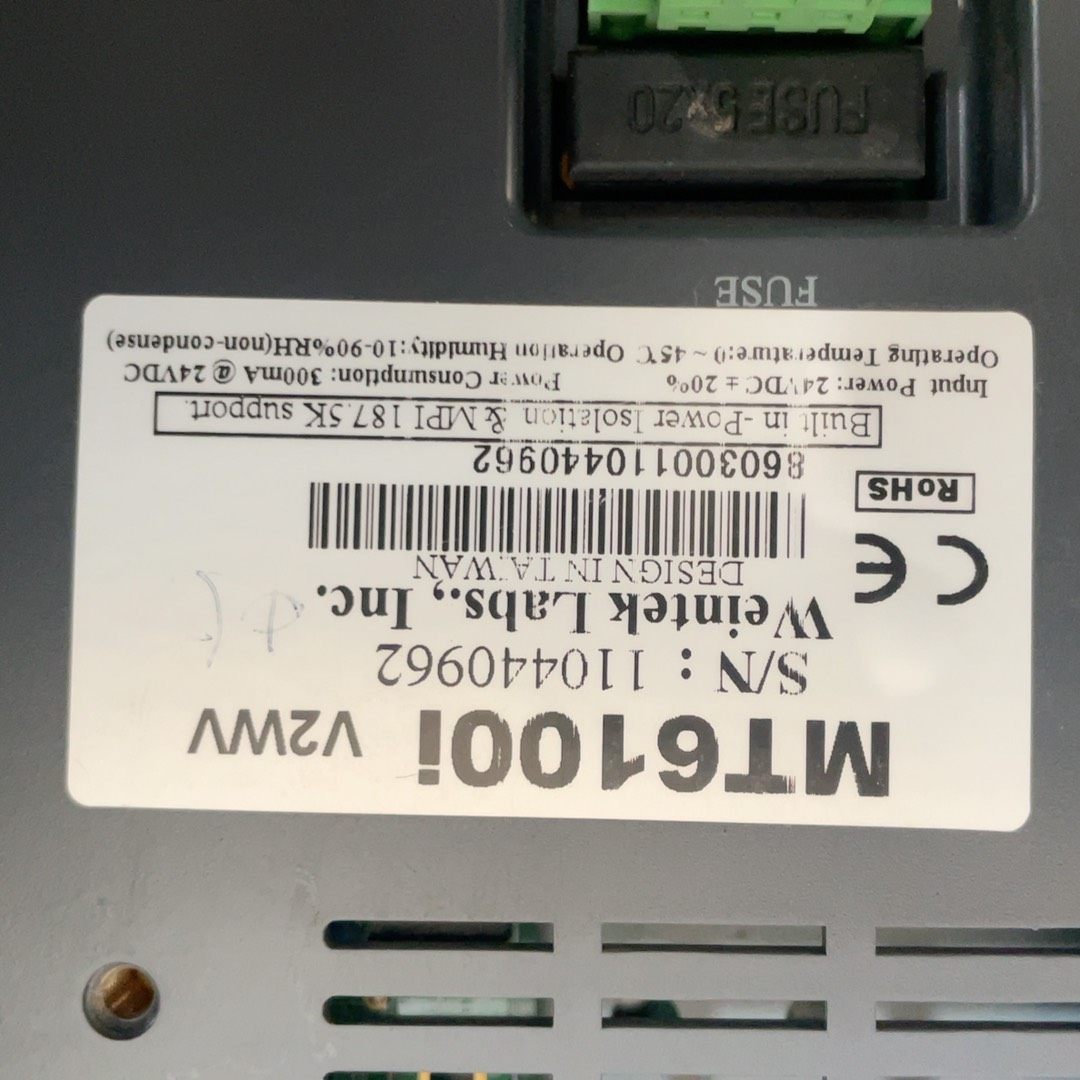 MT6100i V2WV
S/N : 110440962
Weintek Labs., Inc.
DESIGN IN TAIWAN
CE
RoHS
860300110440962
Built in -Power Isolation & MPI 187.5K support.
Input Power: 24VDC ± 20% Power Consumption: 300mA @ 24VDC
Operating Temperature:0 ~ 45℃ Operation Humidity:10-90%RH(non-condense)
FUSE
FUSE5X20